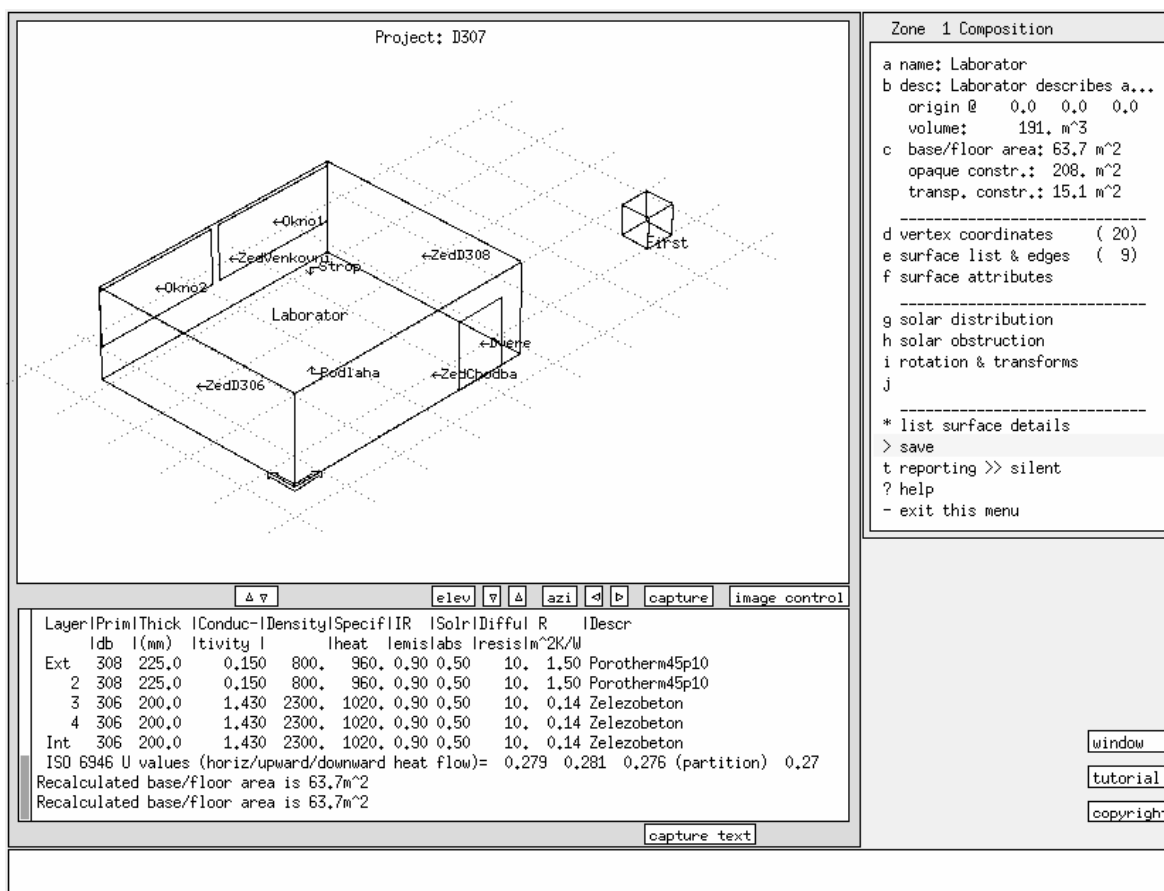 Project: D307
First
←Okno1
←ZedVenkovni
←Strop
←ZedD308
←Okno2
Laborator
←Dvere
←Podlaha
←ZedD306
←ZedChodba
elev
azi
capture
image control
Layer|Prim|Thick |Conduc-|Density|Specif|IR |Solr|Diffu| R |Descr
|db |(mm) |tivity | |heat |emis|abs |resis|m^2K/W
Ext 308 225.0 0.150 800. 960. 0.90 0.50 10. 1.50 Porotherm45p10
2 308 225.0 0.150 800. 960. 0.90 0.50 10. 1.50 Porotherm45p10
3 306 200.0 1.430 2300. 1020. 0.90 0.50 10. 0.14 Zelezobeton
4 306 200.0 1.430 2300. 1020. 0.90 0.50 10. 0.14 Zelezobeton
Int 306 200.0 1.430 2300. 1020. 0.90 0.50 10. 0.14 Zelezobeton
ISO 6946 U values (horiz/upward/downward heat flow)= 0.279 0.281 0.276 (partition) 0.27
Recalculated base/floor area is 63.7m^2
Recalculated base/floor area is 63.7m^2
capture text
Zone 1 Composition
a name: Laborator
b desc: Laborator describes a...
origin @ 0.0 0.0 0.0
volume: 191. m^3
c base/floor area: 63.7 m^2
opaque constr.: 208. m^2
transp. constr.: 15.1 m^2
d vertex coordinates ( 20)
e surface list & edges ( 9)
f surface attributes
g solar distribution
h solar obstruction
i rotation & transforms
j
* list surface details
> save
t reporting >> silent
? help
- exit this menu
window
tutorial
copyright